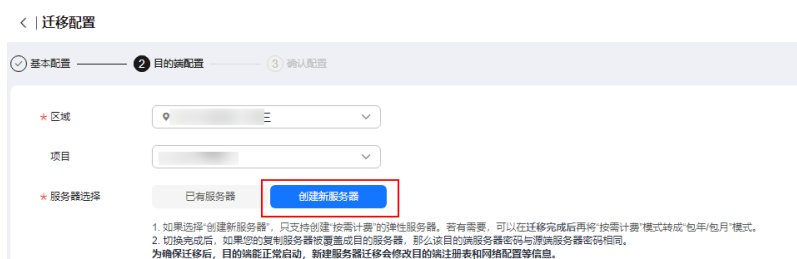 < | 迁移配置
基本配置 2 目的端配置 3 确认配置
* 区域
项目
* 服务器选择 已有服务器 创建新服务器
1. 如果选择“创建新服务器”，只支持创建“按需计费”的弹性服务器。若有需要，可以在迁移完成后再将“按需计费”模式转成“包年/包月”模式。
2. 切换完成后，如果您的复制服务器被覆盖成目的服务器，那么该目的端服务器密码与源端服务器密码相同。
为确保迁移后，目的端能正常启动，新建服务器迁移会修改目的端注册表和网络配置等信息。